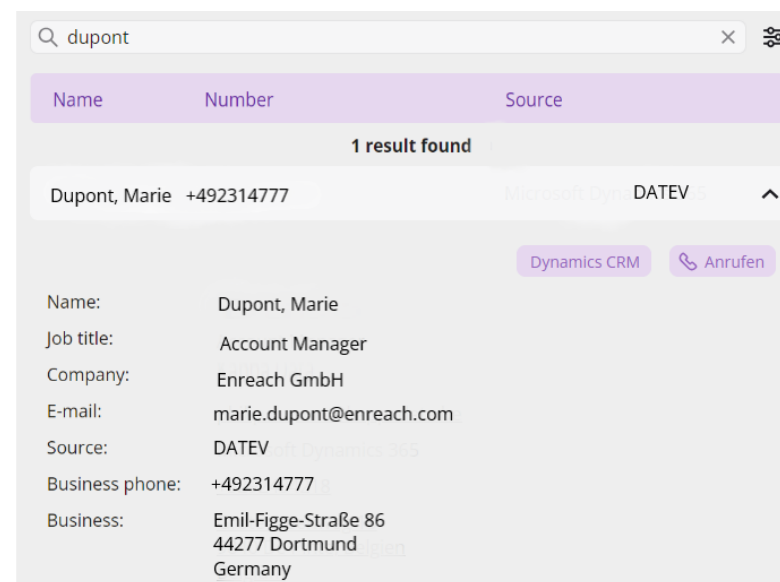 dupont
Name Number Source
1 result found
Dupont, Marie +492314777 DATEV
Dynamics CRM Anrufen
Name: Dupont, Marie
Job title: Account Manager
Company: Enreach GmbH
E-mail: marie.dupont@enreach.com
Source: DATEV
Business phone: +492314777
Business: Emil-Figge-Straße 86
44277 Dortmund
Germany